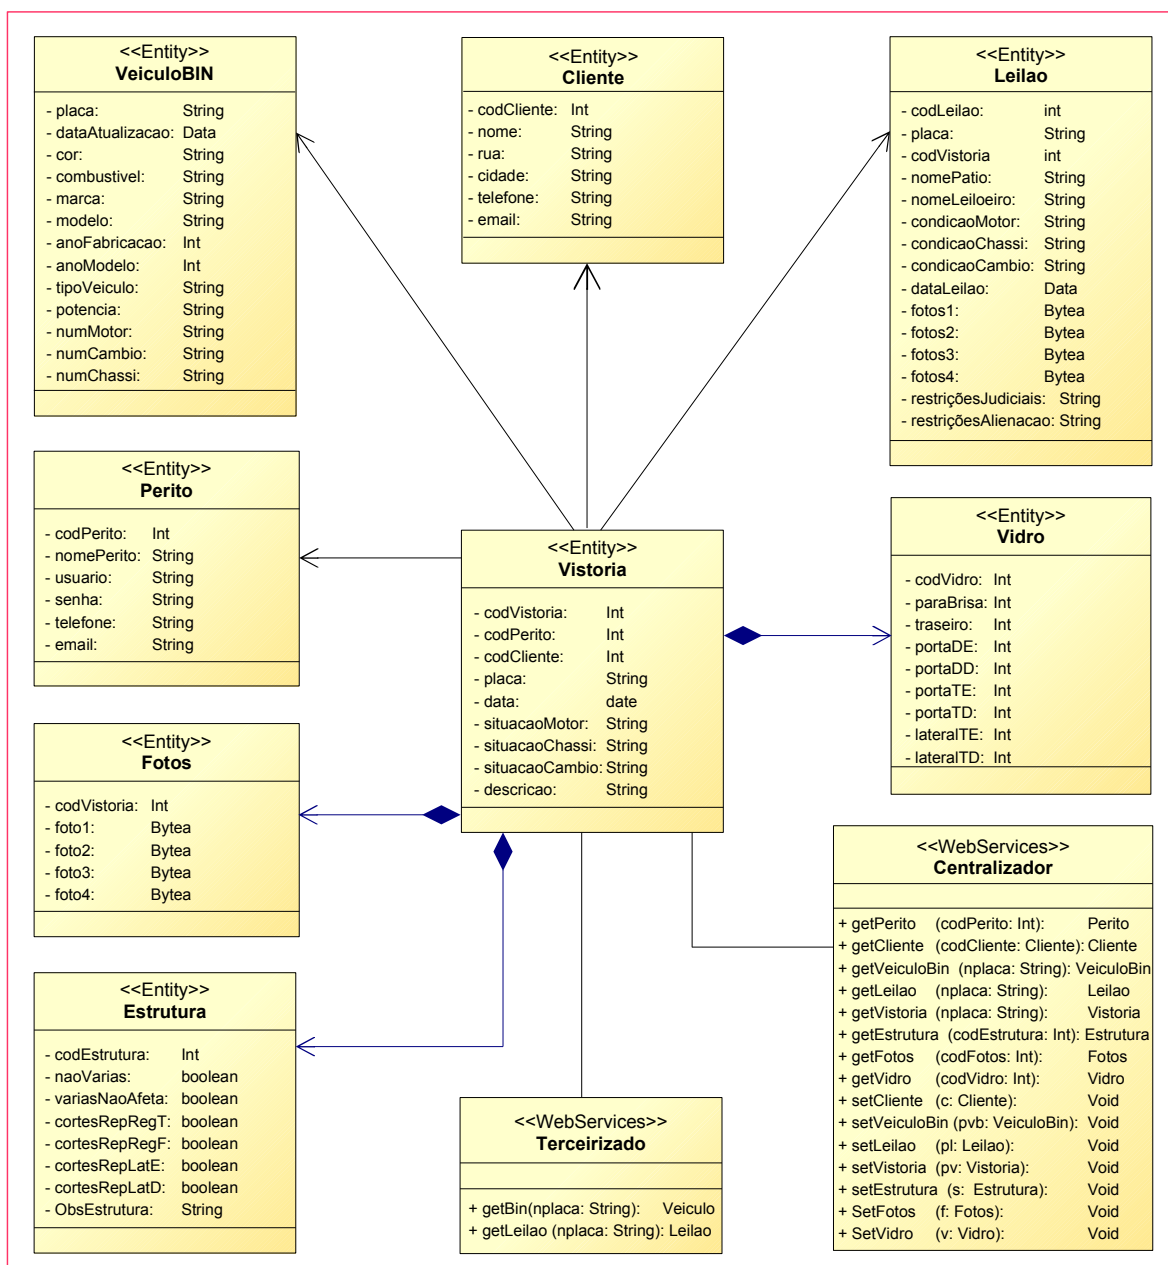 <<Entity>>
VeiculoBIN
- placa: String
- dataAtualizacao: Data
- cor: String
- combustivel: String
- marca: String
- modelo: String
- anoFabricacao: Int
- anoModelo: Int
- tipoVeiculo: String
- potencia: String
- numMotor: String
- numCambio: String
- numChassi: String
<<Entity>>
Cliente
- codCliente: Int
- nome: String
- rua: String
- cidade: String
- telefone: String
- email: String
<<Entity>>
Leilao
- codLeilao: int
- placa: String
- codVistoria int
- nomePatio: String
- nomeLeiloeiro: String
- condicaoMotor: String
- condicaoChassi: String
- condicaoCambio: String
- dataLeilao: Data
- fotos1: Bytea
- fotos2: Bytea
- fotos3: Bytea
- fotos4: Bytea
- restriçõesJudiciais: String
- restriçõesAlienacao: String
<<Entity>>
Perito
- codPerito: Int
- nomePerito: String
- usuario: String
- senha: String
- telefone: String
- email: String
<<Entity>>
Vistoria
- codVistoria: Int
- codPerito: Int
- codCliente: Int
- placa: String
- data: date
- situacaoMotor: String
- situacaoChassi: String
- situacaoCambio: String
- descricao: String
<<Entity>>
Vidro
- codVidro: Int
- paraBrisa: Int
- traseiro: Int
- portaDE: Int
- portaDD: Int
- portaTE: Int
- portaTD: Int
- lateralTE: Int
- lateralTD: Int
<<Entity>>
Fotos
- codVistoria: Int
- foto1: Bytea
- foto2: Bytea
- foto3: Bytea
- foto4: Bytea
<<Entity>>
Estrutura
- codEstrutura: Int
- naoVarias: boolean
- variasNaoAfeta: boolean
- cortesRepRegT: boolean
- cortesRepRegF: boolean
- cortesRepLatE: boolean
- cortesRepLatD: boolean
- ObsEstrutura: String
<<WebServices>>
Terceirizado
+ getBin(nplaca: String): Veiculo
+ getLeilao (nplaca: String): Leilao
<<WebServices>>
Centralizador
+ getPerito (codPerito: Int): Perito
+ getCliente (codCliente: Cliente): Cliente
+ getVeiculoBin (nplaca: String): VeiculoBin
+ getLeilao (nplaca: String): Leilao
+ getVistoria (nplaca: String): Vistoria
+ getEstrutura (codEstrutura: Int): Estrutura
+ getFotos (codFotos: Int): Fotos
+ getVidro (codVidro: Int): Vidro
+ setCliente (c: Cliente): Void
+ setVeiculoBin (pvb: VeiculoBin): Void
+ setLeilao (pl: Leilao): Void
+ setVistoria (pv: Vistoria): Void
+ setEstrutura (s: Estrutura): Void
+ SetFotos (f: Fotos): Void
+ SetVidro (v: Vidro): Void